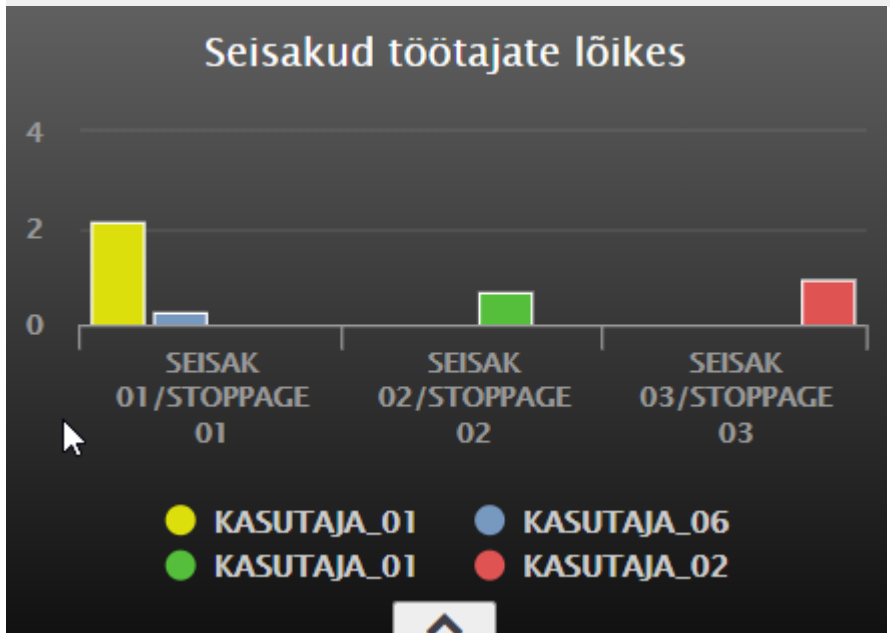 Seisakud töötajate lõikes
4
2
0
SEISAK
01/STOPPAGE
01
SEISAK
02/STOPPAGE
02
SEISAK
03/STOPPAGE
03
KASUTAJA_01
KASUTAJA_06
KASUTAJA_01
KASUTAJA_02